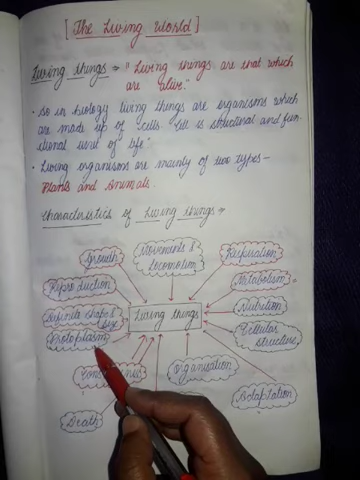 [ The Living World ]
Living things ⇒ " Living things are that which
are alive."
• So in biology living things are organisms which
are made up of "cells. Cell is structural and fun-
tional unit of life"
• Living organisms are mainly of two types-
Plants and Animals.
Characteristics of Living things ⇒
Movements &
Locomotion
Growth
Respiration
Reproduction
Metabolism
Definite shape &
size
Living things
Nutrition
Protoplasm
Cellular
structure
Organisation
Adaptation
Death